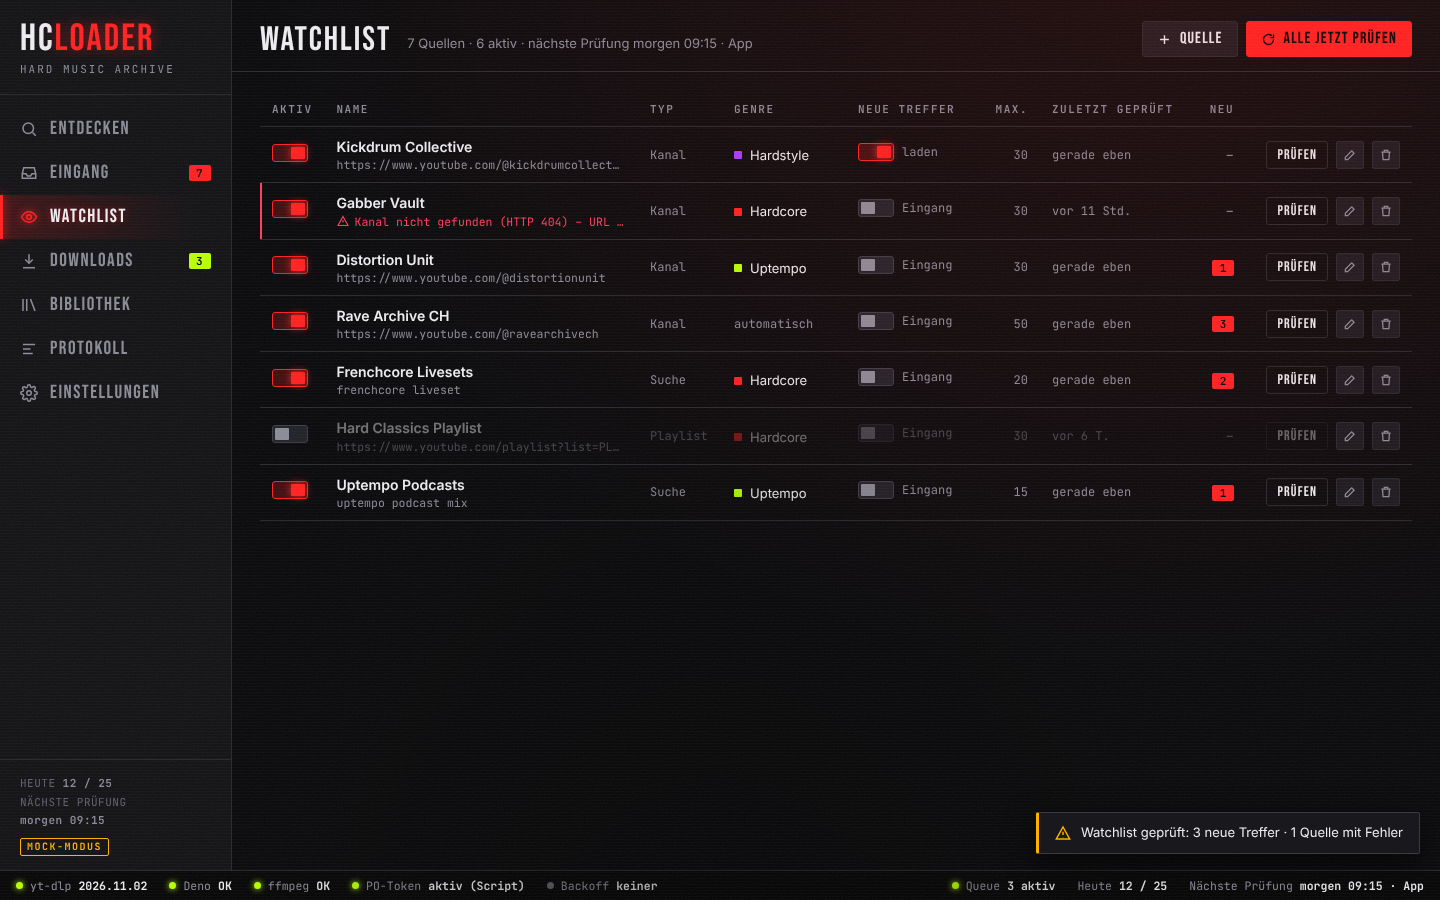 HCLOADER
HARD MUSIC ARCHIVE
ENTDECKEN
EINGANG 7
WATCHLIST
DOWNLOADS 3
BIBLIOTHEK
PROTOKOLL
EINSTELLUNGEN
HEUTE 12 / 25
NÄCHSTE PRÜFUNG
morgen 09:15
MOCK-MODUS
WATCHLIST 7 Quellen · 6 aktiv · nächste Prüfung morgen 09:15 · App
+ QUELLE ALLE JETZT PRÜFEN
AKTIV NAME TYP GENRE NEUE TREFFER MAX. ZULETZT GEPRÜFT NEU
Kickdrum Collective
https://www.youtube.com/@kickdrumcollect…
Kanal Hardstyle laden 30 gerade eben – PRÜFEN
Gabber Vault
Kanal nicht gefunden (HTTP 404) – URL …
Kanal Hardcore Eingang 30 vor 11 Std. – PRÜFEN
Distortion Unit
https://www.youtube.com/@distortionunit
Kanal Uptempo Eingang 30 gerade eben 1 PRÜFEN
Rave Archive CH
https://www.youtube.com/@ravearchivech
Kanal automatisch Eingang 50 gerade eben 3 PRÜFEN
Frenchcore Livesets
frenchcore liveset
Suche Hardcore Eingang 20 gerade eben 2 PRÜFEN
Hard Classics Playlist
https://www.youtube.com/playlist?list=PL…
Playlist Hardcore Eingang 30 vor 6 T. – PRÜFEN
Uptempo Podcasts
uptempo podcast mix
Suche Uptempo Eingang 15 gerade eben 1 PRÜFEN
Watchlist geprüft: 3 neue Treffer · 1 Quelle mit Fehler
yt-dlp 2026.11.02 Deno OK ffmpeg OK PO-Token aktiv (Script) Backoff keiner Queue 3 aktiv Heute 12 / 25 Nächste Prüfung morgen 09:15 · App